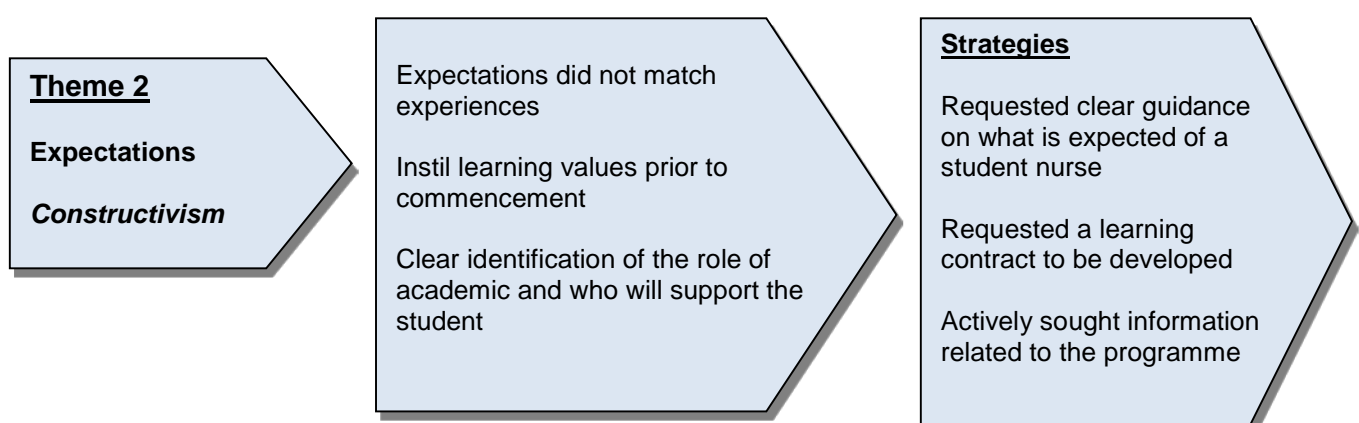 Theme 2
Expectations
Constructivism
Expectations did not match
experiences
Instil learning values prior to
commencement
Clear identification of the role of
academic and who will support the
student
Strategies
Requested clear guidance
on what is expected of a
student nurse
Requested a learning
contract to be developed
Actively sought information
related to the programme